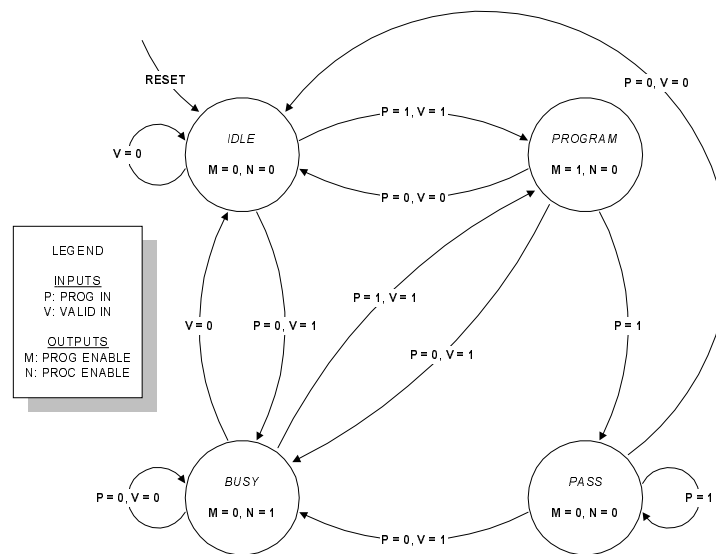 RESET
P = 0, V = 0
P = 1, V = 1
IDLE
M = 0, N = 0
PROGRAM
M = 1, N = 0
V = 0
P = 0, V = 0
LEGEND
INPUTS
P: PROG IN
V: VALID IN
OUTPUTS
M: PROG ENABLE
N: PROC ENABLE
P = 1, V = 1
V = 0
P = 0, V = 1
P = 1
P = 0, V = 1
BUSY
M = 0, N = 1
P = 0, V = 0
PASS
M = 0, N = 0
P = 1
P = 0, V = 1